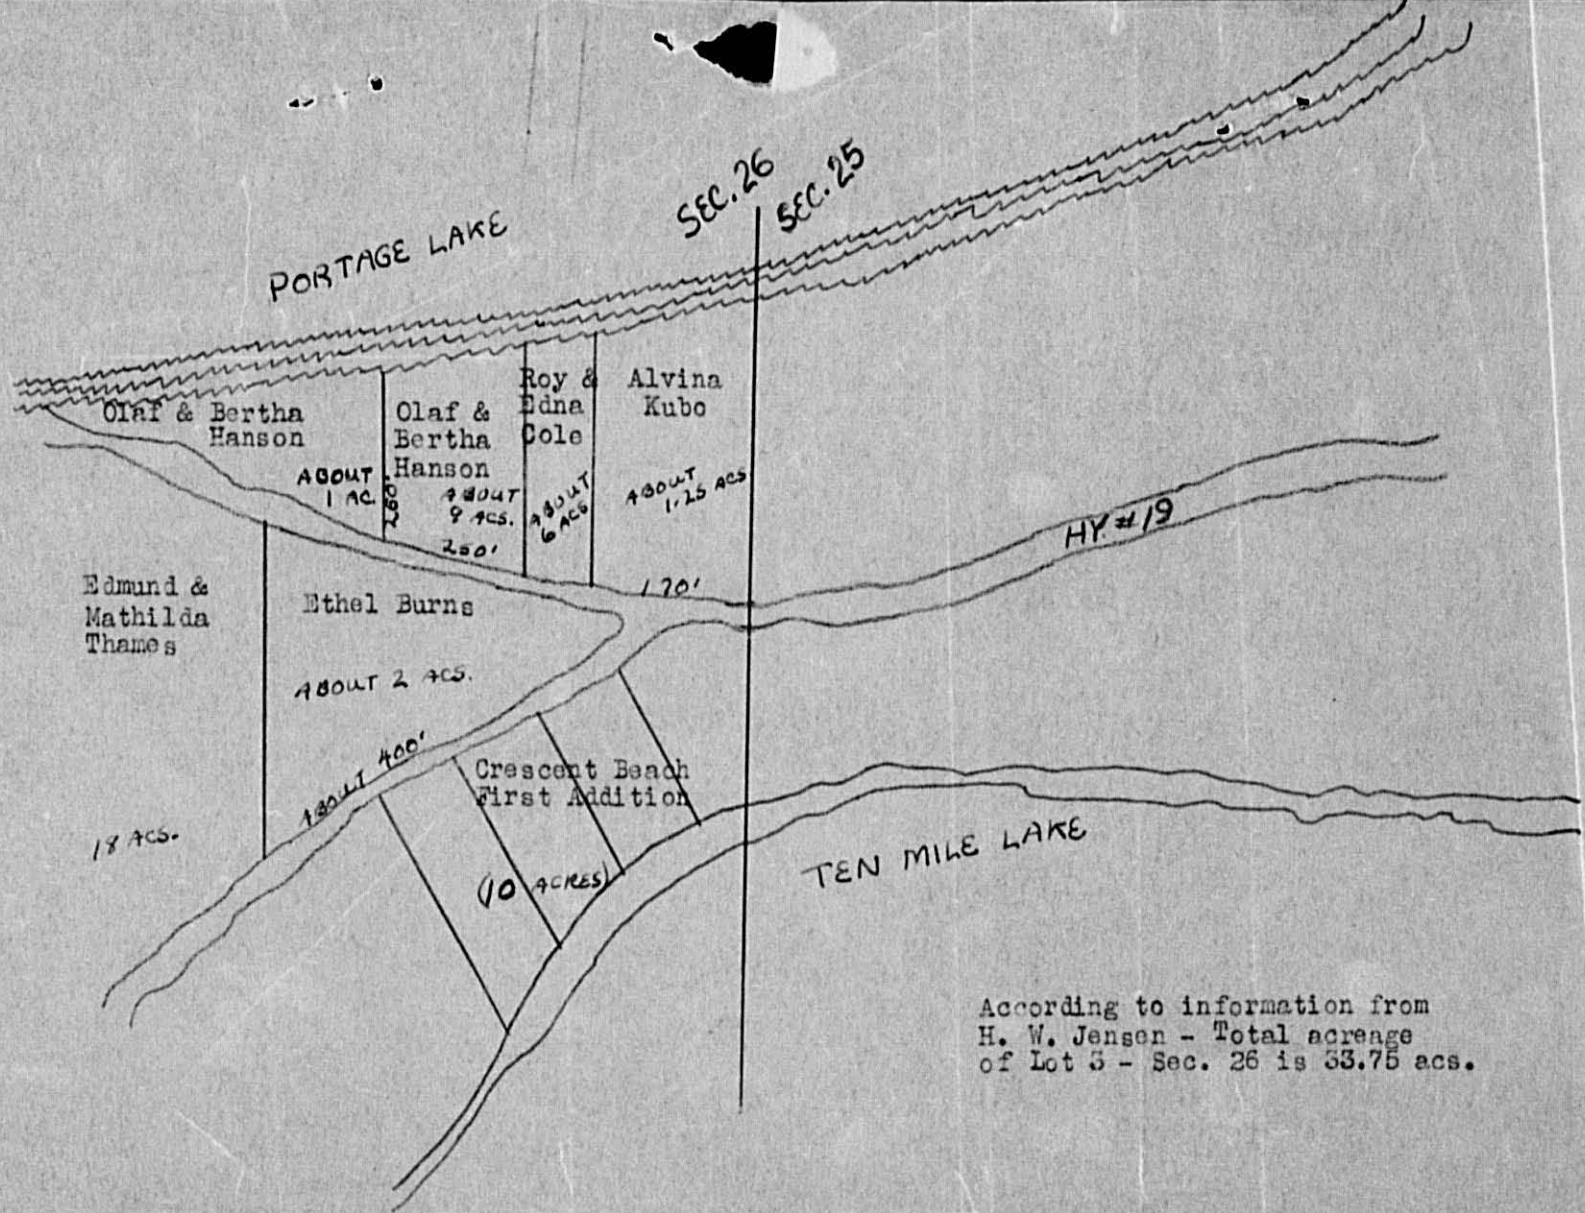 SEC. 26
SEC. 25
PORTAGE LAKE
Olaf & Bertha
Hanson
ABOUT
1 AC
260'
Olaf &
Bertha
Hanson
ABOUT
9 ACS.
250'
Roy &
Edna
Cole
ABOUT
6 ACS
Alvina
Kubo
ABOUT
1.25 ACS
170'
HY. #19
Edmund &
Mathilda
Thames
18 ACS.
Ethel Burns
ABOUT 2 ACS.
ABOUT 400'
Crescent Beach
First Addition
(10 ACRES)
TEN MILE LAKE
According to information from
H. W. Jensen - Total acreage
of Lot 3 - Sec. 26 is 33.75 acs.